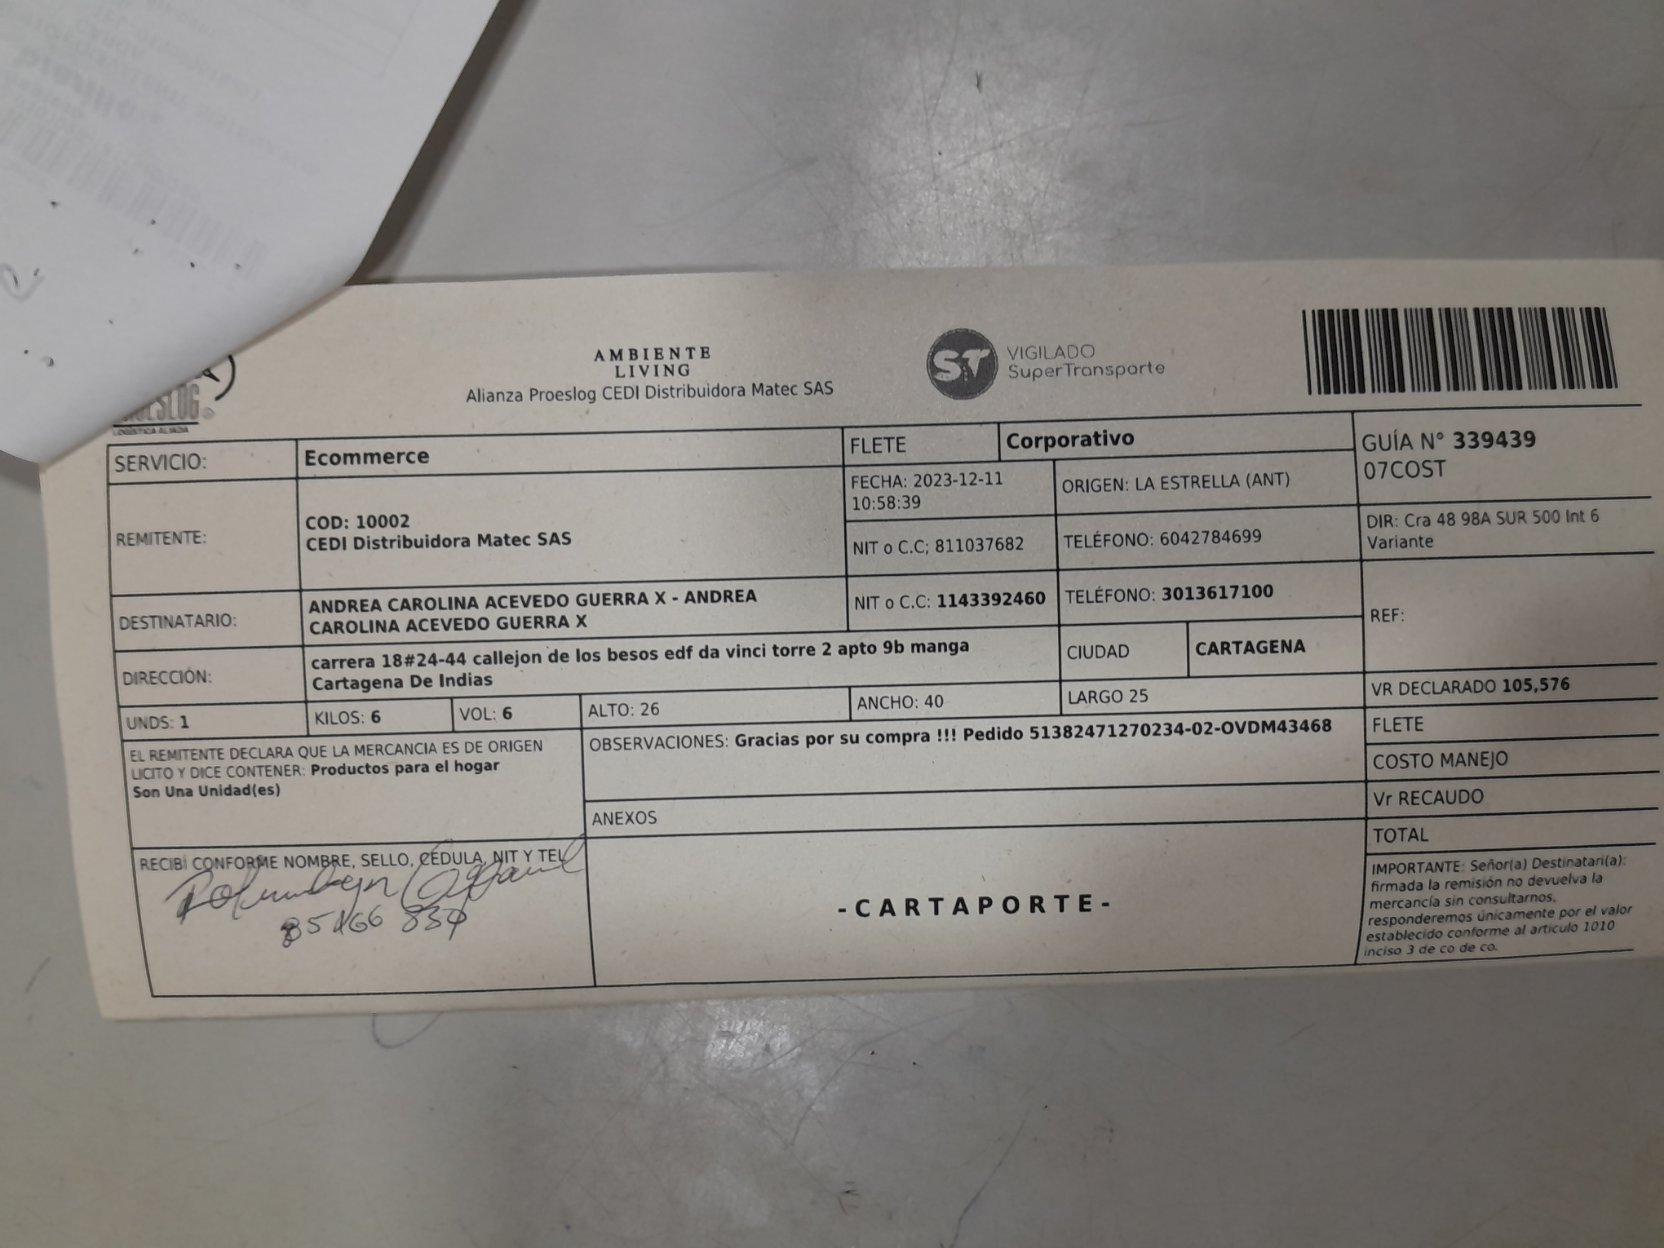 AMBIENTE
LIVING
Alianza Proeslog CEDI Distribuidora Matec SAS
ST VIGILADO
SuperTransporte
LOGÍSTICA ALIADA
SERVICIO: Ecommerce
FLETE Corporativo
GUÍA N° 339439
07COST
REMITENTE:
COD: 10002
CEDI Distribuidora Matec SAS
FECHA: 2023-12-11
10:58:39
ORIGEN: LA ESTRELLA (ANT)
NIT o C.C; 811037682
TELÉFONO: 6042784699
DIR: Cra 48 98A SUR 500 Int 6
Variante
DESTINATARIO:
ANDREA CAROLINA ACEVEDO GUERRA X - ANDREA
CAROLINA ACEVEDO GUERRA X
NIT o C.C: 1143392460
TELÉFONO: 3013617100
REF:
DIRECCIÓN:
carrera 18#24-44 callejon de los besos edf da vinci torre 2 apto 9b manga
Cartagena De Indias
CIUDAD CARTAGENA
UNDS: 1
KILOS: 6
VOL: 6
ALTO: 26
ANCHO: 40
LARGO 25
VR DECLARADO 105,576
EL REMITENTE DECLARA QUE LA MERCANCIA ES DE ORIGEN
LICITO Y DICE CONTENER: Productos para el hogar
Son Una Unidad(es)
OBSERVACIONES: Gracias por su compra !!! Pedido 51382471270234-02-OVDM43468
ANEXOS
FLETE
COSTO MANEJO
Vr RECAUDO
TOTAL
RECIBÍ CONFORME NOMBRE, SELLO, CÉDULA, NIT Y TEL
-CARTAPORTE-
IMPORTANTE: Señor(a) Destinatari(a):
firmada la remisión no devuelva la
mercancía sin consultarnos,
responderemos únicamente por el valor
establecido conforme al artículo 1010
inciso 3 de co de co.